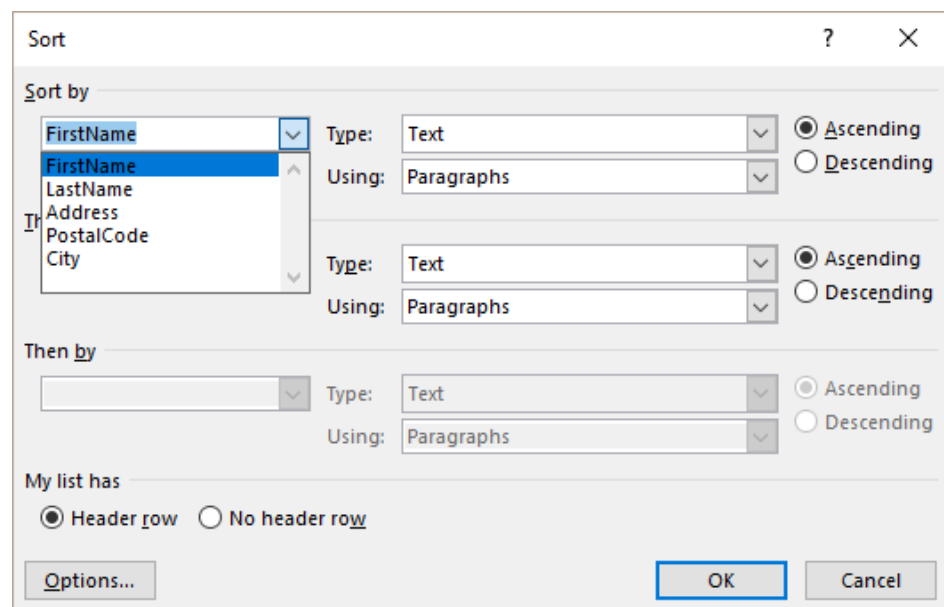 Sort ? ×
Sort by
FirstName Type: Text Ascending
FirstName Using: Paragraphs Descending
LastName
Address
PostalCode
City
Th
Type: Text Ascending
Using: Paragraphs Descending
Then by
Type: Text Ascending
Using: Paragraphs Descending
My list has
Header row No header row
Options... OK Cancel